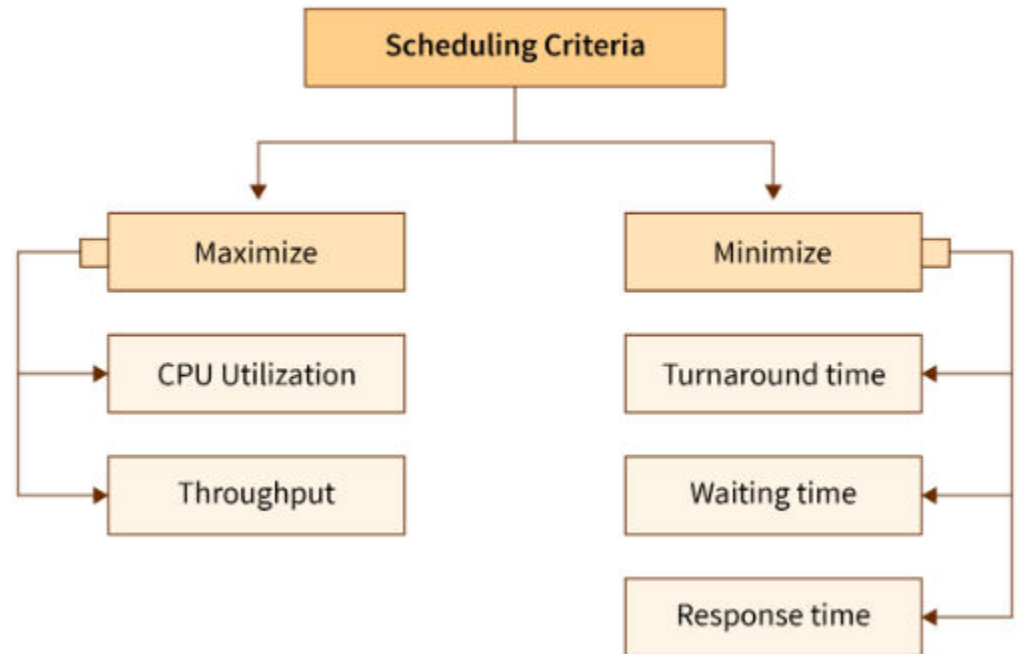 Scheduling Criteria
Maximize
CPU Utilization
Throughput
Minimize
Turnaround time
Waiting time
Response time